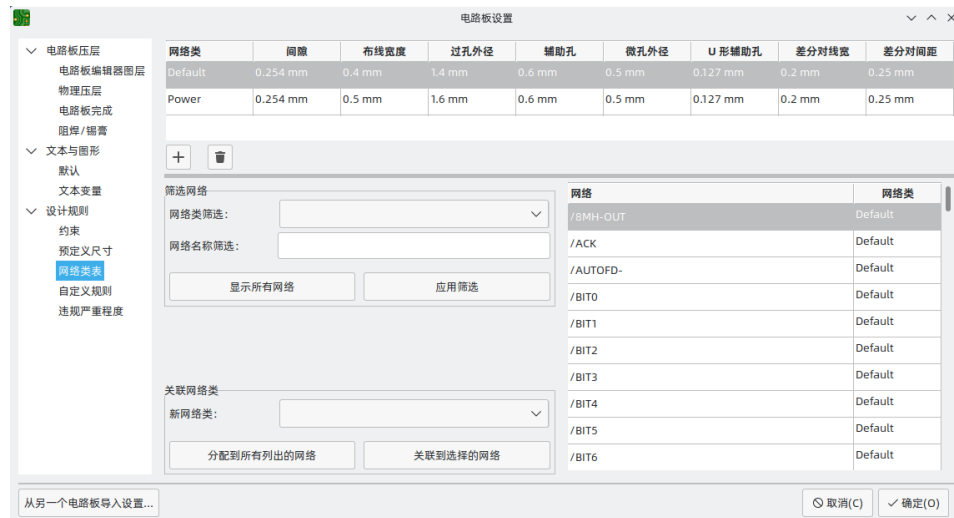 电路板设置
电路板压层
电路板编辑器图层
物理压层
电路板完成
阻焊/锡膏
文本与图形
默认
文本变量
设计规则
约束
预定义尺寸
网络类表
自定义规则
违规严重程度
网络类 间隙 布线宽度 过孔外径 辅助孔 微孔外径 U 形辅助孔 差分对线宽 差分对间距
Default 0.254 mm 0.4 mm 1.4 mm 0.6 mm 0.5 mm 0.127 mm 0.2 mm 0.25 mm
Power 0.254 mm 0.5 mm 1.6 mm 0.6 mm 0.5 mm 0.127 mm 0.2 mm 0.25 mm
筛选网络
网络类筛选:
网络名称筛选:
显示所有网络 应用筛选
关联网络类
新网络类:
分配到所有列出的网络 关联到选择的网络
网络 网络类
/8MH-OUT Default
/ACK Default
/AUTOFD- Default
/BIT0 Default
/BIT1 Default
/BIT2 Default
/BIT3 Default
/BIT4 Default
/BIT5 Default
/BIT6 Default
从另一个电路板导入设置... 取消(C) 确定(O)